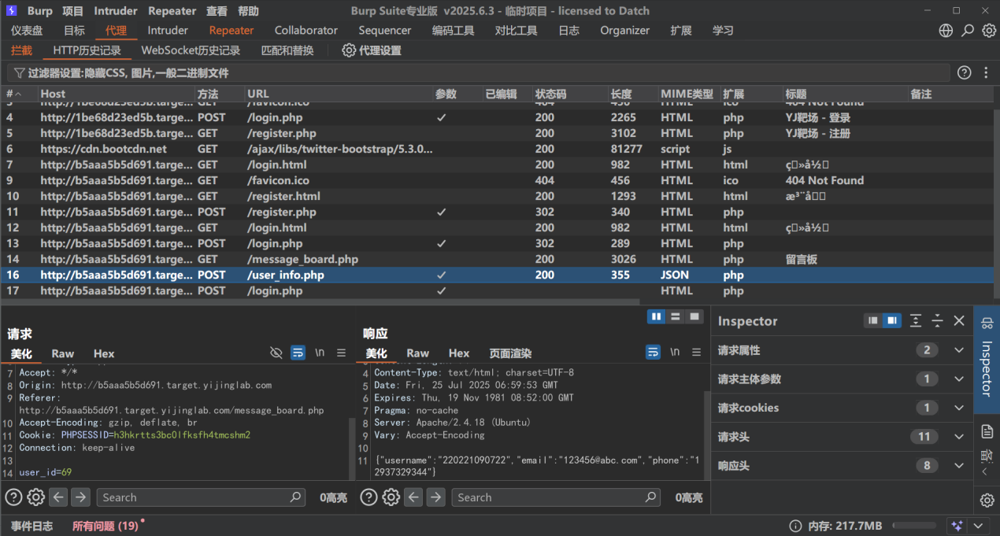 Burp 项目 Intruder Repeater 查看 帮助 Burp Suite专业版 v2025.6.3 - 临时项目 - licensed to Datch
仪表盘 目标 代理 Intruder Repeater Collaborator Sequencer 编码工具 对比工具 日志 Organizer 扩展 学习
拦截 HTTP历史记录 WebSocket历史记录 匹配和替换 代理设置
过滤器设置:隐藏CSS, 图片,一般二进制文件
# Host 方法 URL 参数 已编辑 状态码 长度 MIME类型 扩展 标题 备注
3 http://1be68d23ed5b.targe... GET /favicon.ico 404 456 HTML ico 404 Not Found
4 http://1be68d23ed5b.targe... POST /login.php ✓ 200 2265 HTML php YJ靶场 - 登录
5 http://1be68d23ed5b.targe... GET /register.php 200 3102 HTML php YJ靶场 - 注册
6 https://cdn.bootcdn.net GET /ajax/libs/twitter-bootstrap/5.3.0... 200 81277 script js
7 http://b5aaa5b5d691.targe... GET /login.html 200 982 HTML html ç□»å½□
9 http://b5aaa5b5d691.targe... GET /favicon.ico 404 456 HTML ico 404 Not Found
10 http://b5aaa5b5d691.targe... GET /register.html 200 1293 HTML html æ³¨å□□
11 http://b5aaa5b5d691.targe... POST /register.php ✓ 302 340 HTML php
12 http://b5aaa5b5d691.targe... GET /login.html 200 982 HTML html ç□»å½□
13 http://b5aaa5b5d691.targe... POST /login.php ✓ 302 289 HTML php
14 http://b5aaa5b5d691.targe... GET /message_board.php 200 3026 HTML php 留言板
16 http://b5aaa5b5d691.targe... POST /user_info.php ✓ 200 355 JSON php
17 http://b5aaa5b5d691.targe... POST /login.php ✓ HTML php
请求
美化 Raw Hex \n
7 Accept: */*
8 Origin: http://b5aaa5b5d691.target.yijinglab.com
9 Referer:
http://b5aaa5b5d691.target.yijinglab.com/message_board.php
10 Accept-Encoding: gzip, deflate, br
11 Cookie: PHPSESSID=h3hkrtts3bc0lfksfh4tmcshm2
12 Connection: keep-alive
13
14 user_id=69
Search 0高亮
响应
美化 Raw Hex 页面渲染 \n
4 Content-Type: text/html; charset=UTF-8
5 Date: Fri, 25 Jul 2025 06:59:53 GMT
6 Expires: Thu, 19 Nov 1981 08:52:00 GMT
7 Pragma: no-cache
8 Server: Apache/2.4.18 (Ubuntu)
9 Vary: Accept-Encoding
10
11 {"username":"220221090722","email":"123456@abc.com","phone":"1
2937329344"}
Search 0高亮
Inspector
请求属性 2
请求主体参数 1
请求cookies 1
请求头 11
响应头 8
Inspector
事件日志 所有问题 (19) 内存: 217.7MB